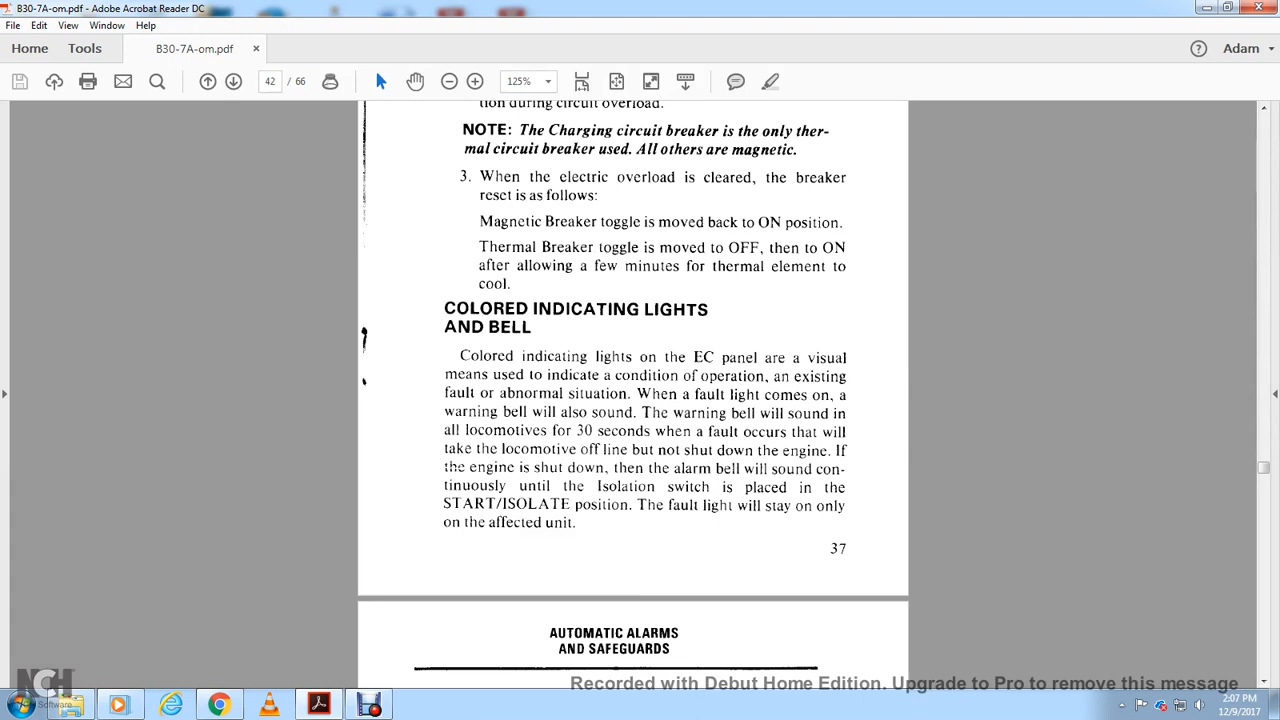 B30-7A-om.pdf - Adobe Acrobat Reader DC
File Edit View Window Help
Home Tools B30-7A-om.pdf × Adam
42 / 66 125%
tion during circuit overload.
NOTE: The Charging circuit breaker is the only ther-
mal circuit breaker used. All others are magnetic.
3. When the electric overload is cleared, the breaker
reset is as follows:
Magnetic Breaker toggle is moved back to ON position.
Thermal Breaker toggle is moved to OFF, then to ON
after allowing a few minutes for thermal element to
cool.
COLORED INDICATING LIGHTS
AND BELL
Colored indicating lights on the EC panel are a visual
means used to indicate a condition of operation, an existing
fault or abnormal situation. When a fault light comes on, a
warning bell will also sound. The warning bell will sound in
all locomotives for 30 seconds when a fault occurs that will
take the locomotive off line but not shut down the engine. If
the engine is shut down, then the alarm bell will sound con-
tinuously until the Isolation switch is placed in the
START/ISOLATE position. The fault light will stay on only
on the affected unit.
37
AUTOMATIC ALARMS
AND SAFEGUARDS
NCH Software
Recorded with Debut Home Edition. Upgrade to Pro to remove this message
2:07 PM
12/9/2017